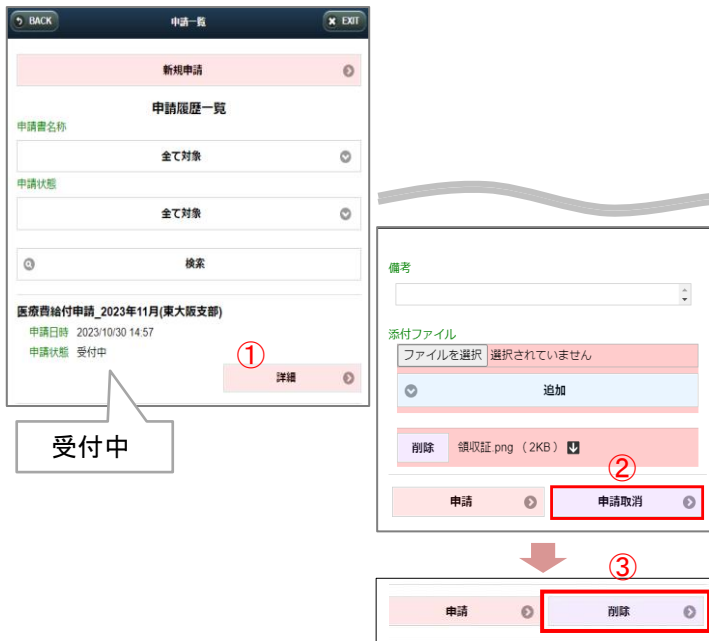 BACK
申請一覧
EXIT
新規申請
申請履歴一覧
申請書名称
全て対象
申請状態
全て対象
検索
医療費給付申請_2023年11月(東大阪支部)
申請日時 2023/10/30 14:57
申請状態 受付中
①
詳細
受付中
備考
添付ファイル
ファイルを選択 選択されていません
追加
削除 領収証.png （2KB）
②
申請 申請取消
③
申請 削除